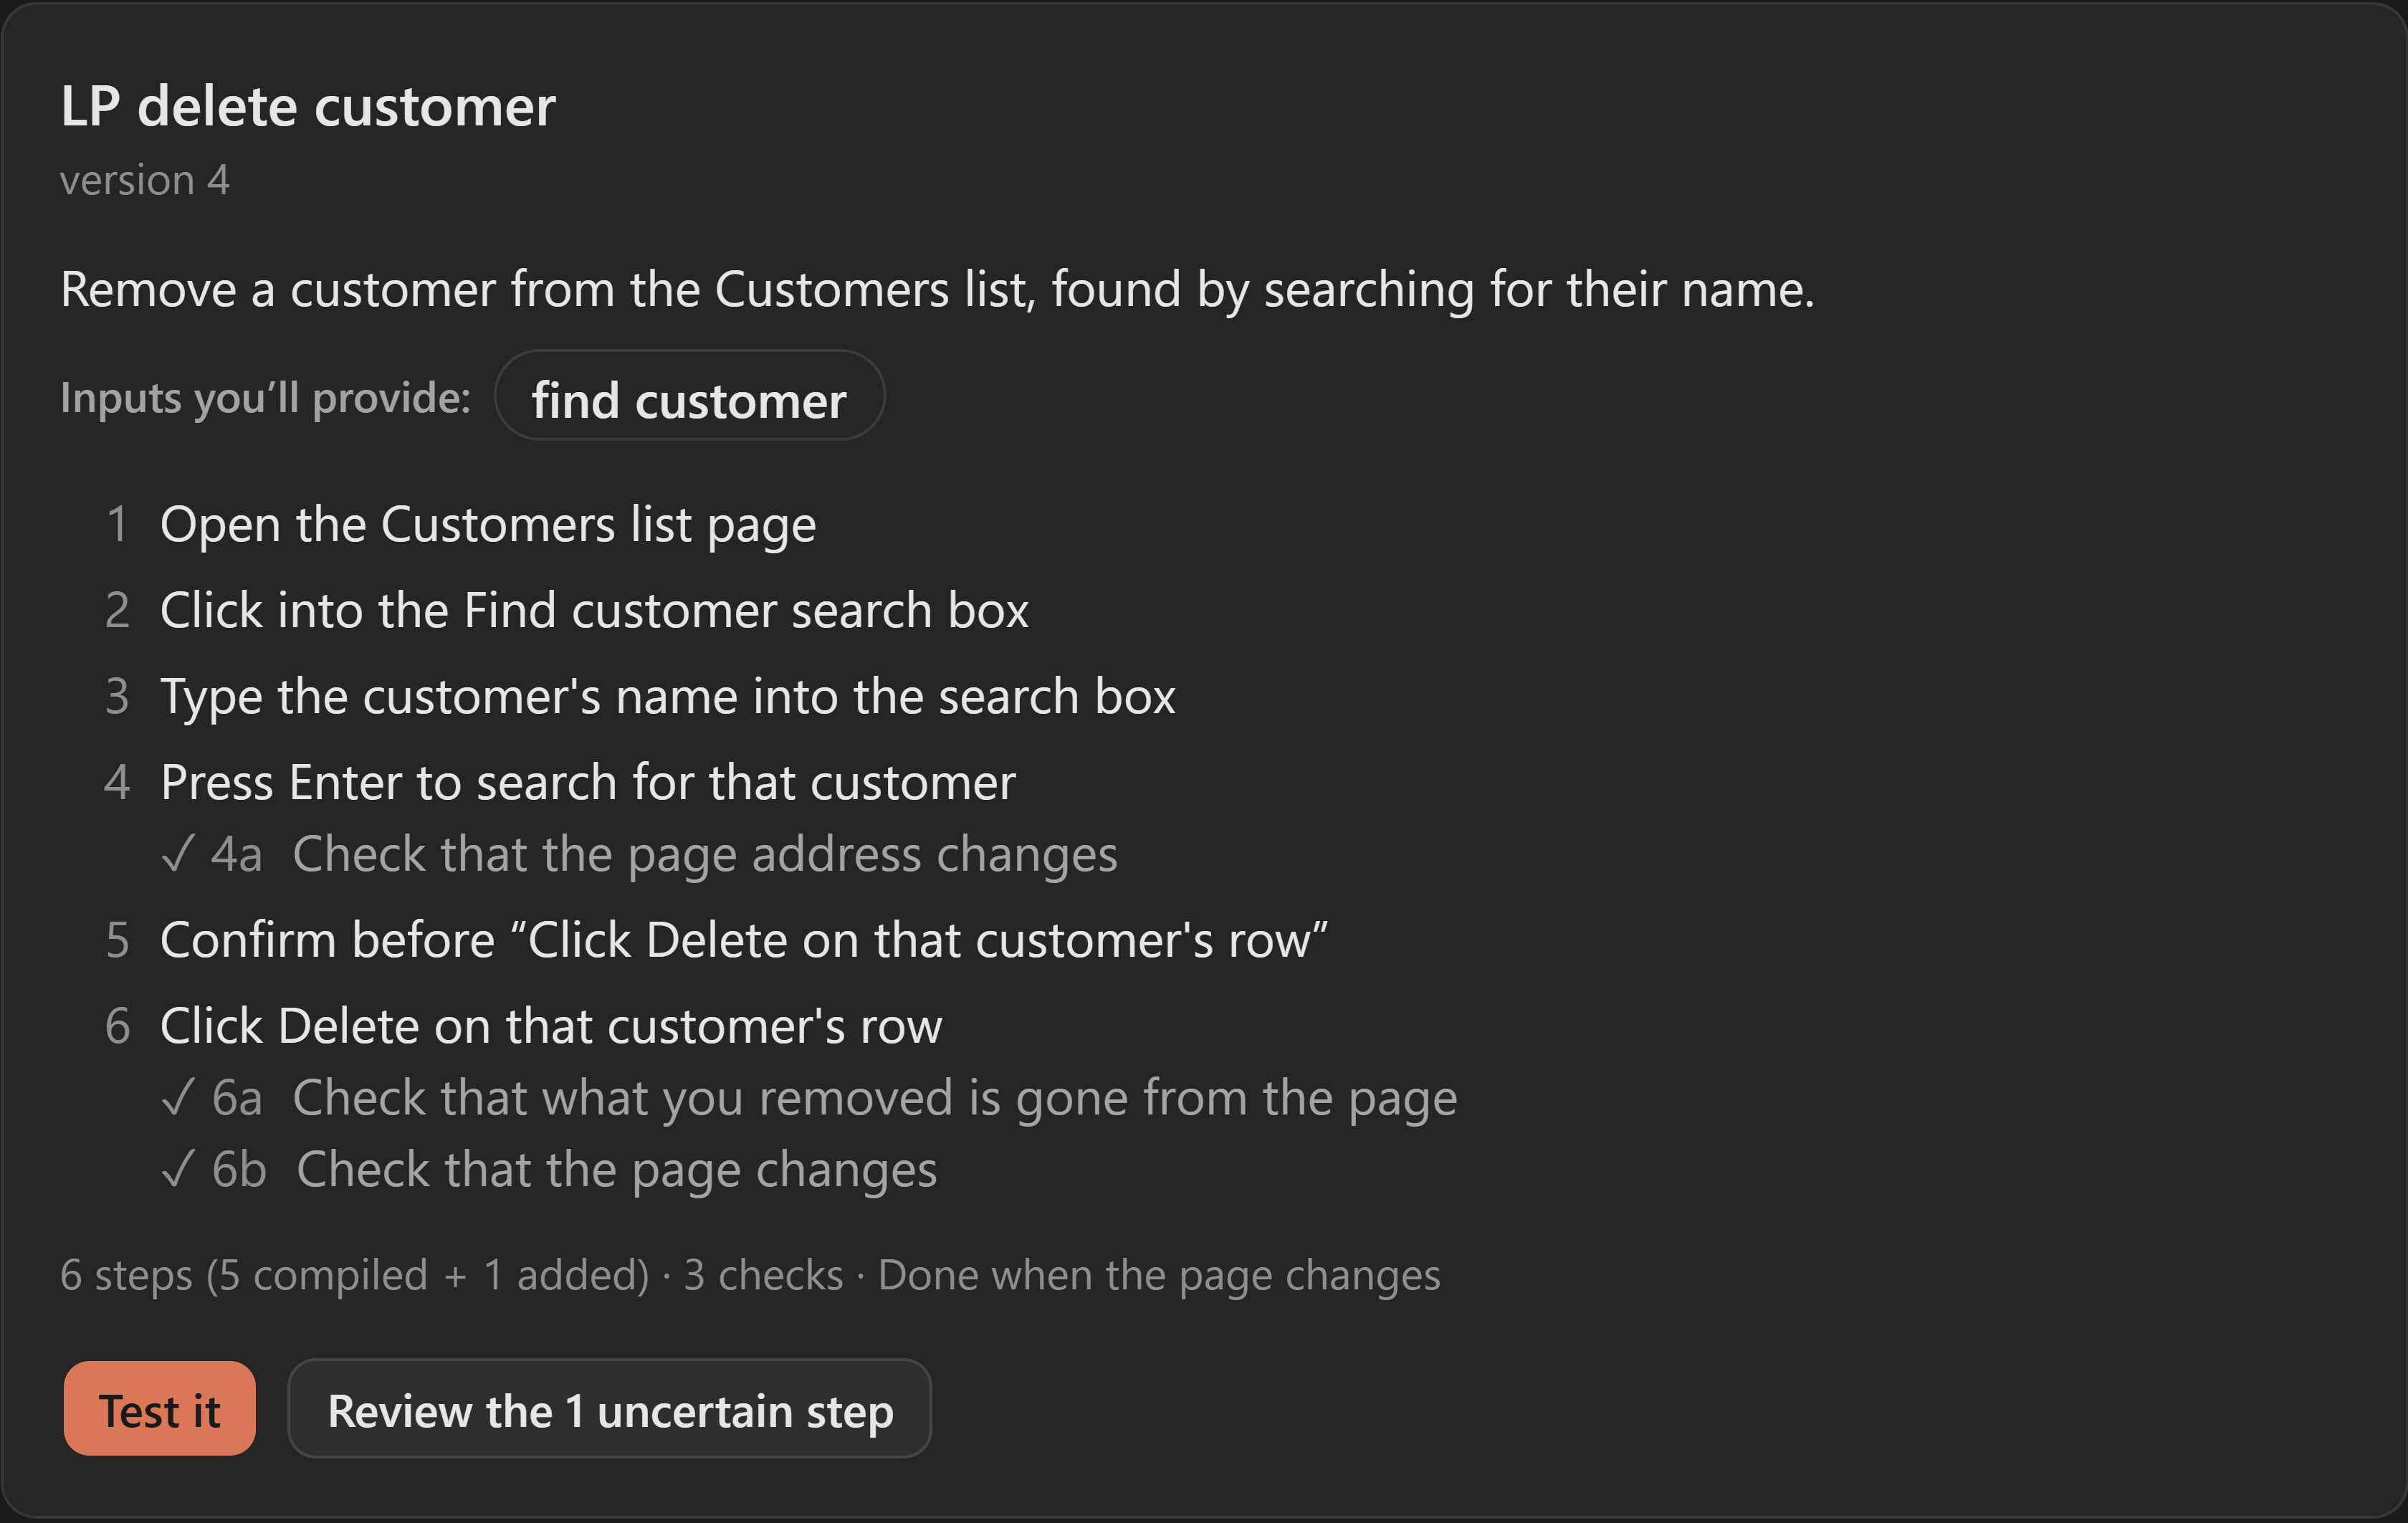 LP delete customer
version 4
Remove a customer from the Customers list, found by searching for their name.
Inputs you’ll provide: find customer
1 Open the Customers list page
2 Click into the Find customer search box
3 Type the customer's name into the search box
4 Press Enter to search for that customer
✓ 4a Check that the page address changes
5 Confirm before “Click Delete on that customer's row”
6 Click Delete on that customer's row
✓ 6a Check that what you removed is gone from the page
✓ 6b Check that the page changes
6 steps (5 compiled + 1 added) · 3 checks · Done when the page changes
Test it Review the 1 uncertain step